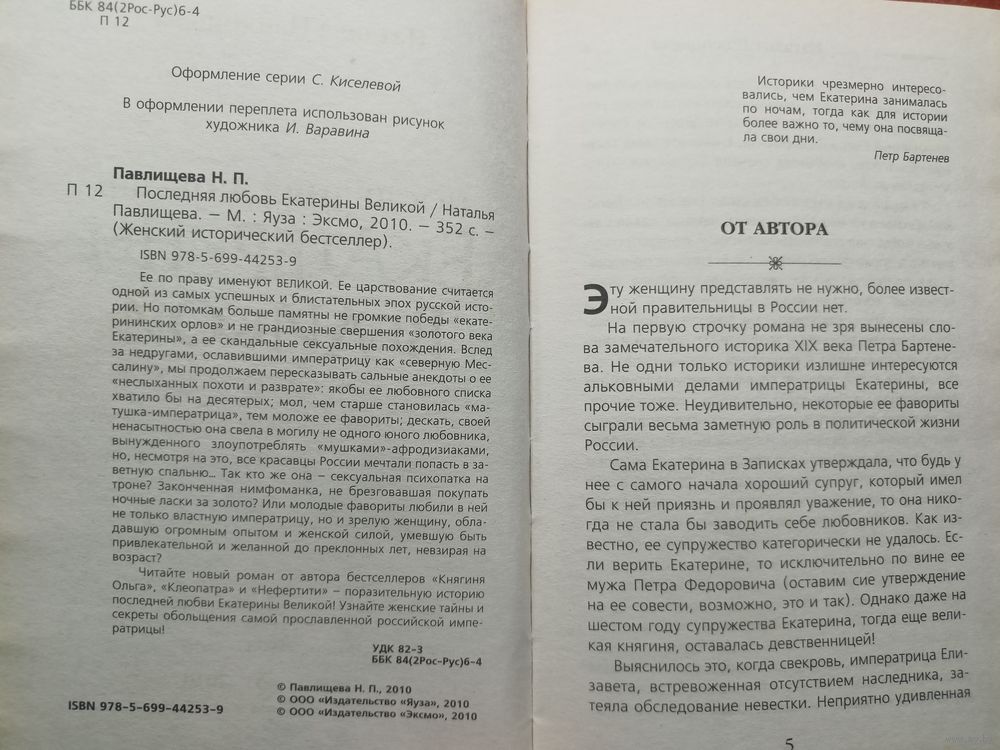 ББК 84(2Рос-Рус)6-4
П 12
Оформление серии С. Киселевой
В оформлении переплета использован рисунок
художника И. Варавина
Павлищева Н. П.
П 12 Последняя любовь Екатерины Великой / Наталья
Павлищева. – М. : Яуза : Эксмо, 2010. – 352 с. –
(Женский исторический бестселлер).
ISBN 978-5-699-44253-9
Ее по праву именуют ВЕЛИКОЙ. Ее царствование считается
одной из самых успешных и блистательных эпох русской исто-
рии. Но потомкам больше памятны не громкие победы «екате-
рининских орлов» и не грандиозные свершения «золотого века
Екатерины», а ее скандальные сексуальные похождения. Вслед
за недругами, ославившими императрицу как «северную Мес-
салину», мы продолжаем пересказывать сальные анекдоты о ее
«неслыханных похоти и разврате»: якобы ее любовного списка
хватило бы на десятерых; мол, чем старше становилась «ма-
тушка-императрица», тем моложе ее фавориты; дескать, своей
ненасытностью она свела в могилу не одного юного любовника,
вынужденного злоупотреблять «мушками»-афродизиаками,
но, несмотря на это, все красавцы России мечтали попасть в за-
ветную спальню... Так кто же она – сексуальная психопатка на
троне? Законченная нимфоманка, не брезговавшая покупать
ночные ласки за золото? Или молодые фавориты любили в ней
не только властную императрицу, но и зрелую женщину, обла-
давшую огромным опытом и женской силой, умевшую быть
привлекательной и желанной до преклонных лет, невзирая на
возраст?
Читайте новый роман от автора бестселлеров «Княгиня
Ольга», «Клеопатра» и «Нефертити» – поразительную историю
последней любви Екатерины Великой! Узнайте женские тайны и
секреты обольщения самой прославленной российской импе-
ратрицы!
УДК 82-3
ББК 84(2Рос-Рус)6-4
© Павлищева Н. П., 2010
© ООО «Издательство «Яуза», 2010
ISBN 978-5-699-44253-9 © ООО «Издательство «Эксмо», 2010
Историки чрезмерно интересо-
вались, чем Екатерина занималась
по ночам, тогда как для истории
более важно то, чему она посвяща-
ла свои дни.
Петр Бартенев
ОТ АВТОРА
Эту женщину представлять не нужно, более извест-
ной правительницы в России нет.
На первую строчку романа не зря вынесены сло-
ва замечательного историка XIX века Петра Бартене-
ва. Не одни только историки излишне интересуются
альковными делами императрицы Екатерины, все
прочие тоже. Неудивительно, некоторые ее фавориты
сыграли весьма заметную роль в политической жизни
России.
Сама Екатерина в Записках утверждала, что будь у
нее с самого начала хороший супруг, который имел
бы к ней приязнь и проявлял уважение, то она нико-
гда не стала бы заводить себе любовников. Как из-
вестно, ее супружество категорически не удалось. Ес-
ли верить Екатерине, то исключительно по вине ее
мужа Петра Федоровича (оставим сие утверждение
на ее совести, возможно, это и так). Однако даже на
шестом году супружества Екатерина, тогда еще вели-
кая княгиня, оставалась девственницей!
Выяснилось это, когда свекровь, императрица Ели-
завета, встревоженная отсутствием наследника, за-
теяла обследование невестки. Неприятно удивленная
5